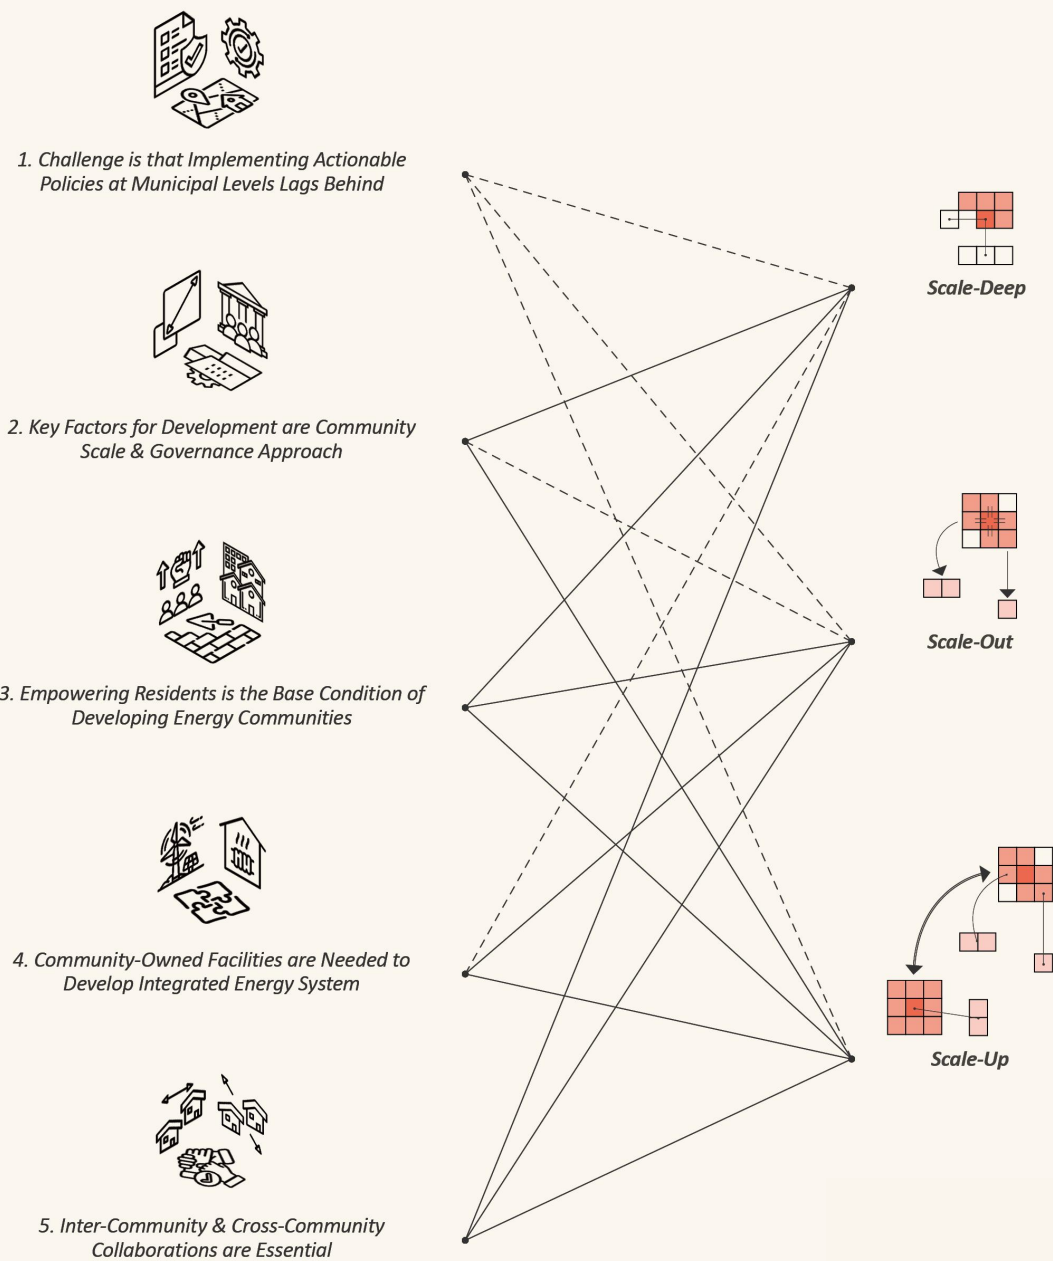 1. Challenge is that Implementing Actionable
Policies at Municipal Levels Lags Behind
Scale-Deep
2. Key Factors for Development are Community
Scale & Governance Approach
Scale-Out
3. Empowering Residents is the Base Condition of
Developing Energy Communities
4. Community-Owned Facilities are Needed to
Develop Integrated Energy System
Scale-Up
5. Inter-Community & Cross-Community
Collaborations are Essential